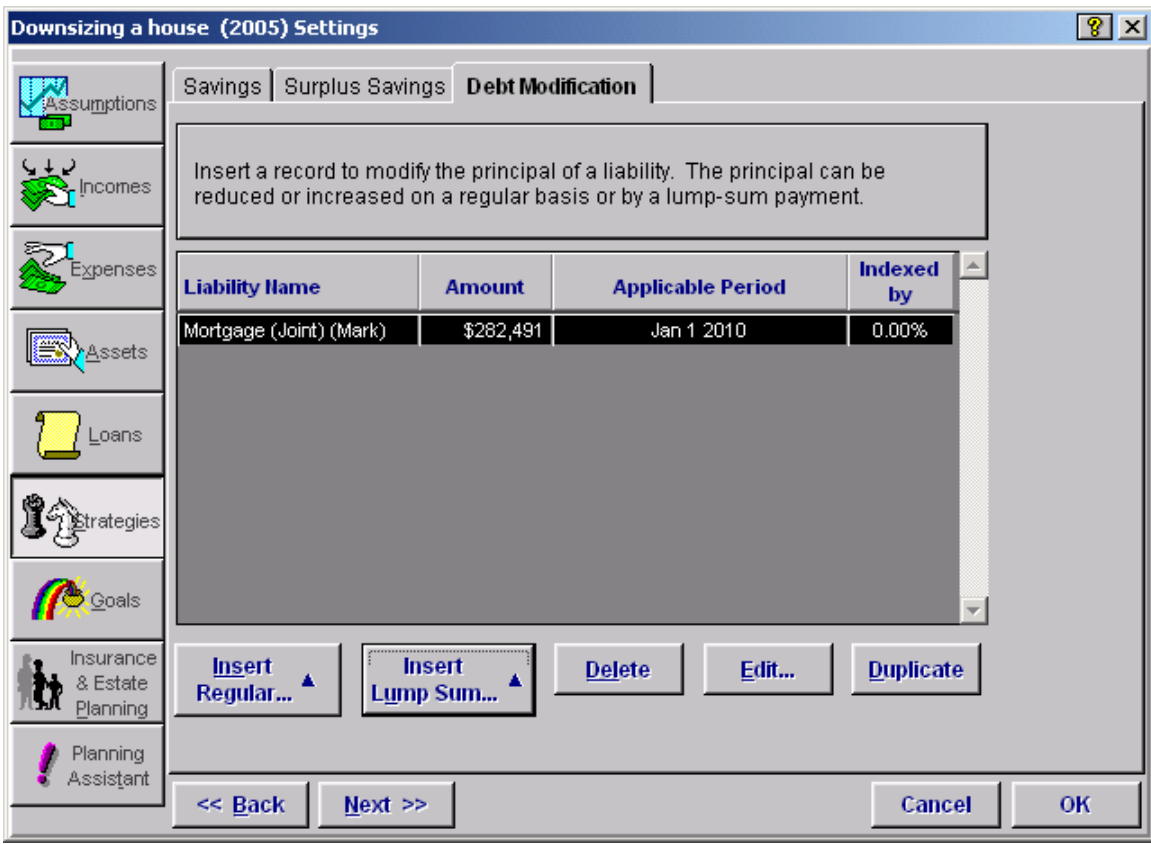 Downsizing a house (2005) Settings
Assumptions
Incomes
Expenses
Assets
Loans
Strategies
Goals
Insurance
& Estate
Planning
Planning
Assistant
Savings Surplus Savings Debt Modification
Insert a record to modify the principal of a liability. The principal can be
reduced or increased on a regular basis or by a lump-sum payment.
Liability Name Amount Applicable Period Indexed
by
Mortgage (Joint) (Mark) $282,491 Jan 1 2010 0.00%
Insert
Regular...
Insert
Lump Sum...
Delete
Edit...
Duplicate
<< Back
Next >>
Cancel
OK